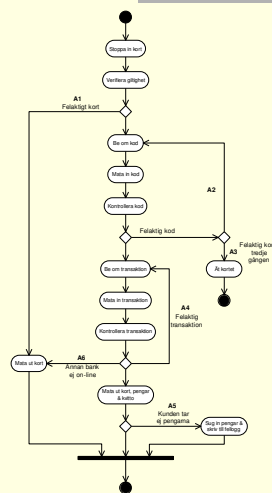 Stoppa in kort
Verifiera giltighet
A1
Felaktigt kort
Be om kod
Mata in kod
A2
Kontrollera kod
Felaktig kod
A3
Felaktig kod
tredje
gången
Be om transaktion
Ät kortet
Mata in transaktion
A4
Felaktig
transaktion
Kontrollera transaktion
A6
Annan bank
ej on-line
Mata ut kort
Mata ut kort, pengar
& kvitto
A5
Kunden tar
ej pengarna
Sug in pengar &
skriv till fellogg